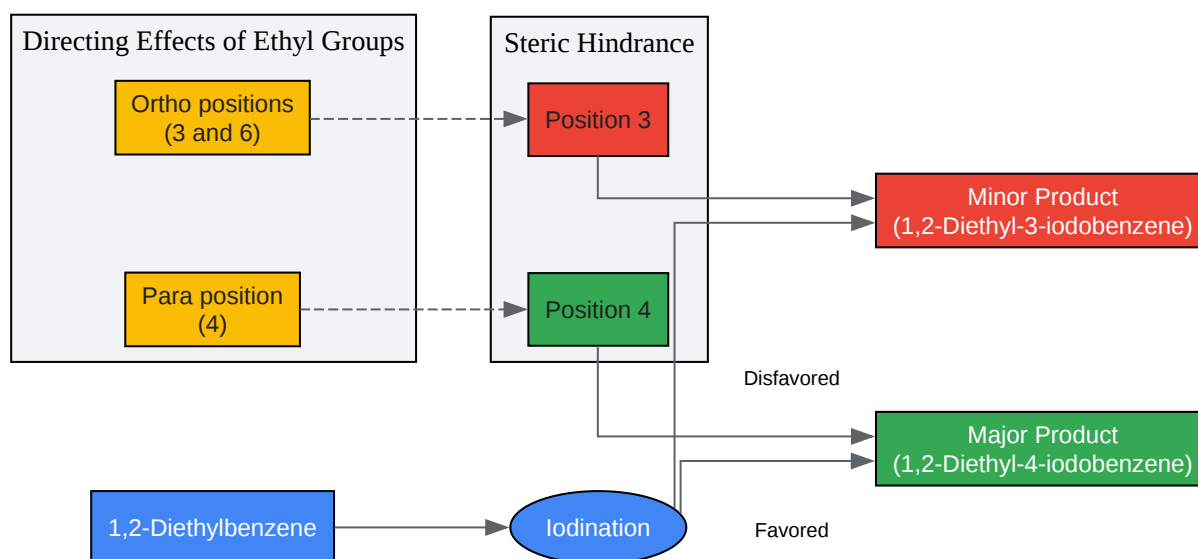 Directing Effects of Ethyl Groups
Ortho positions
(3 and 6)
Para position
(4)
Steric Hindrance
Position 3
Position 4
Minor Product
(1,2-Diethyl-3-iodobenzene)
Disfavored
Major Product
(1,2-Diethyl-4-iodobenzene)
1,2-Diethylbenzene
Iodination
Favored